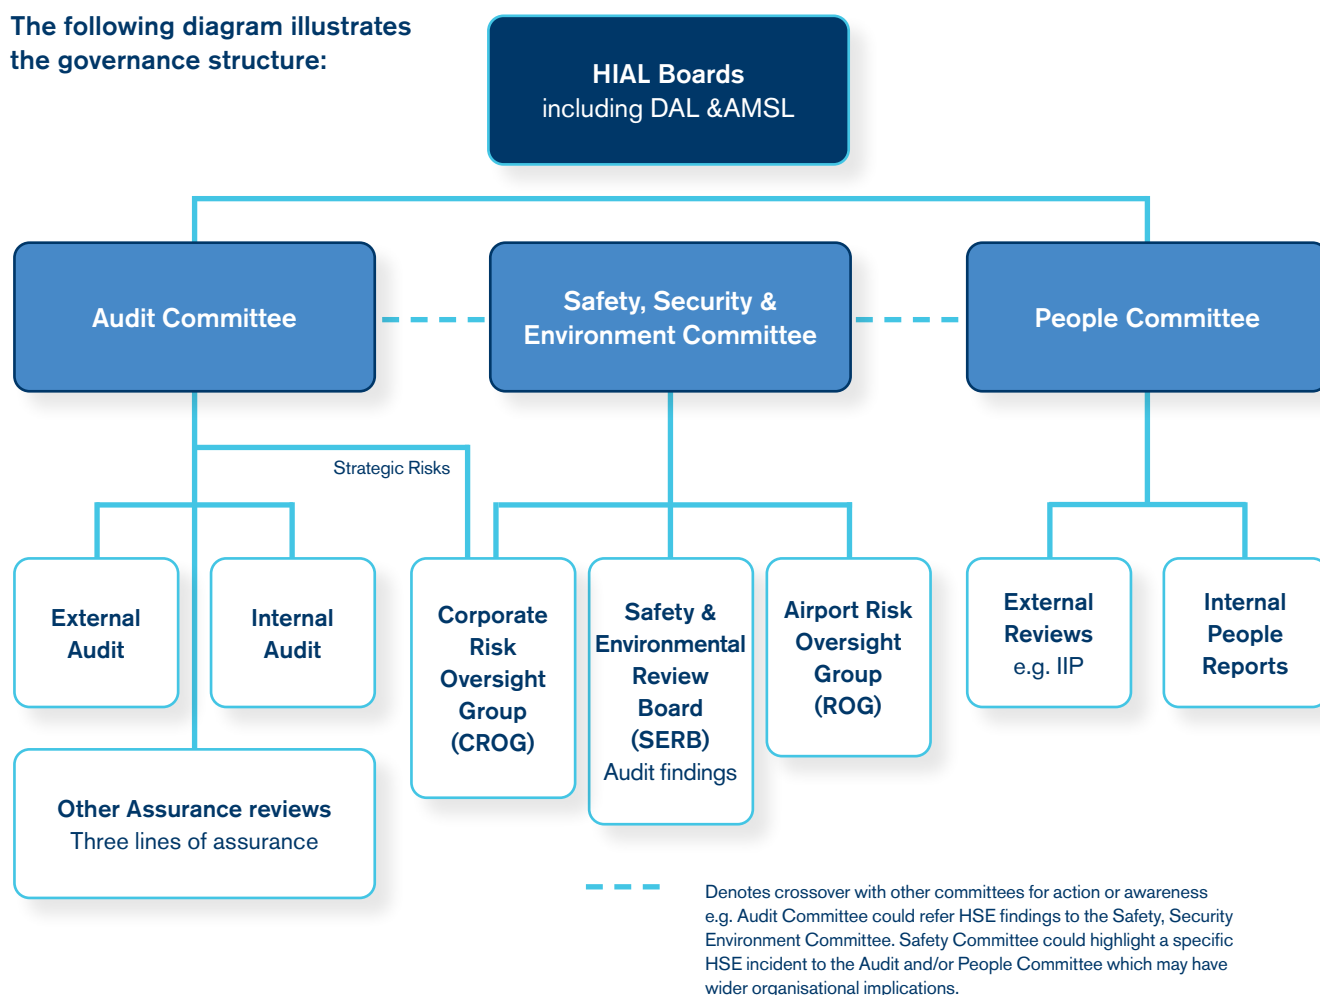 The following diagram illustrates
the governance structure:
HIAL Boards
including DAL &AMSL
Audit Committee
Safety, Security &
Environment Committee
People Committee
Strategic Risks
External
Audit
Internal
Audit
Corporate
Risk
Oversight
Group
(CROG)
Safety &
Environmental
Review
Board
(SERB)
Audit findings
Airport Risk
Oversight
Group
(ROG)
External
Reviews
e.g. IIP
Internal
People
Reports
Other Assurance reviews
Three lines of assurance
Denotes crossover with other committees for action or awareness
e.g. Audit Committee could refer HSE findings to the Safety, Security
Environment Committee. Safety Committee could highlight a specific
HSE incident to the Audit and/or People Committee which may have
wider organisational implications.